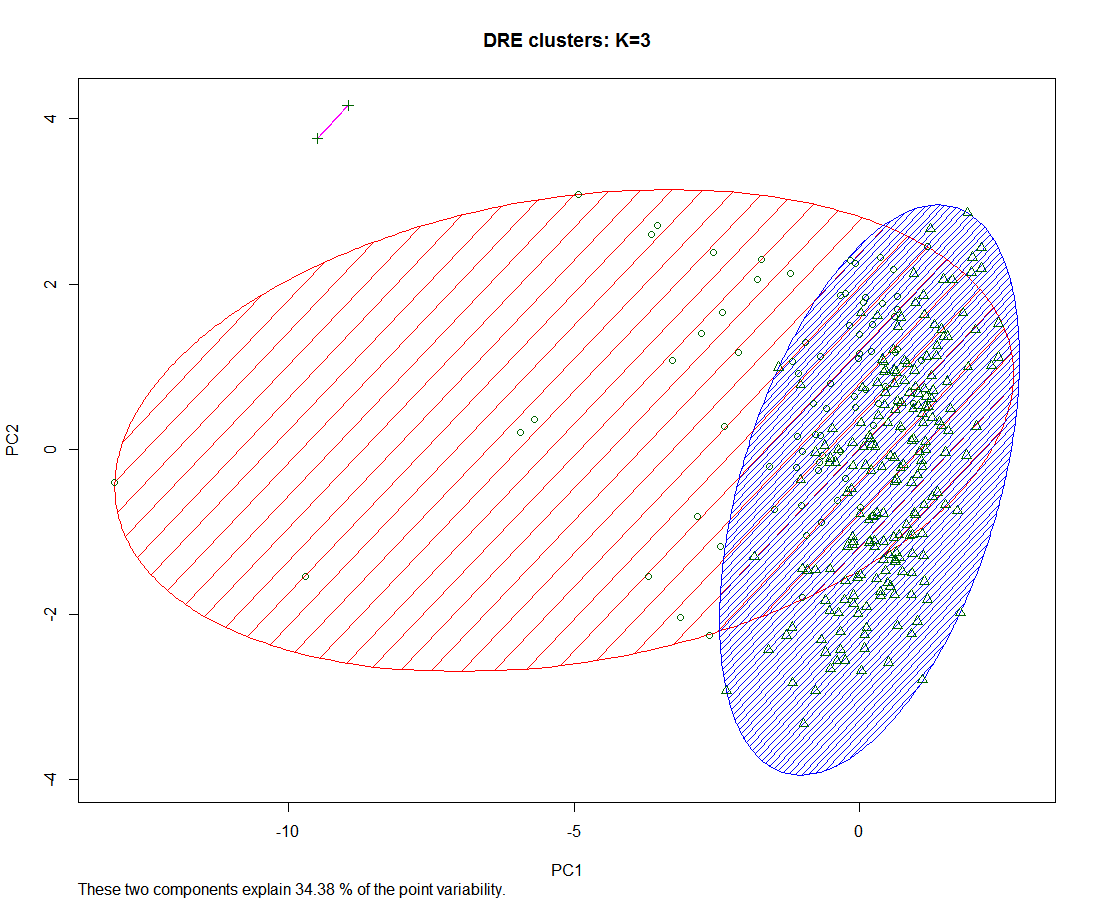 DRE clusters: K=3
4
2
0
-2
-4
PC2
-10
-5
0
PC1
These two components explain 34.38 % of the point variability.